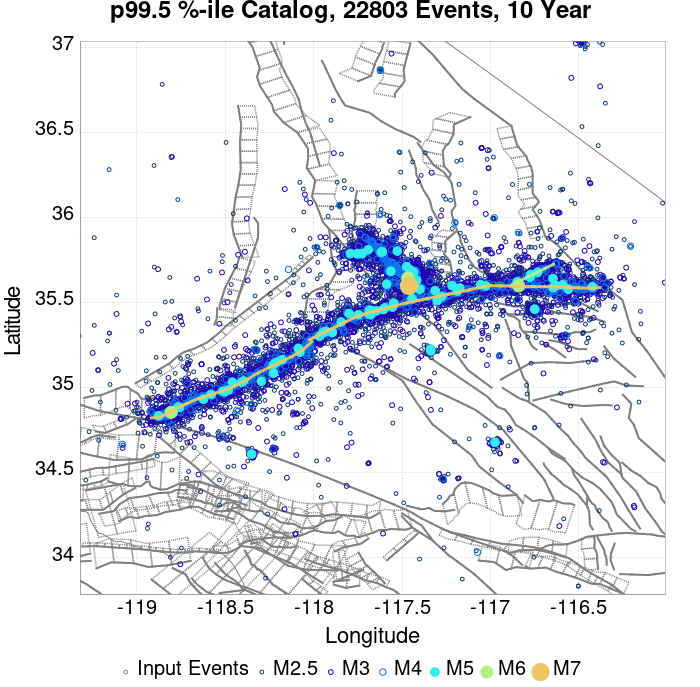 p99.5 %-ile Catalog, 22803 Events, 10 Year
37
36.5
36
35.5
35
34.5
34
Latitude
-119 -118.5 -118 -117.5 -117 -116.5
Longitude
Input Events M2.5 M3 M4 M5 M6 M7